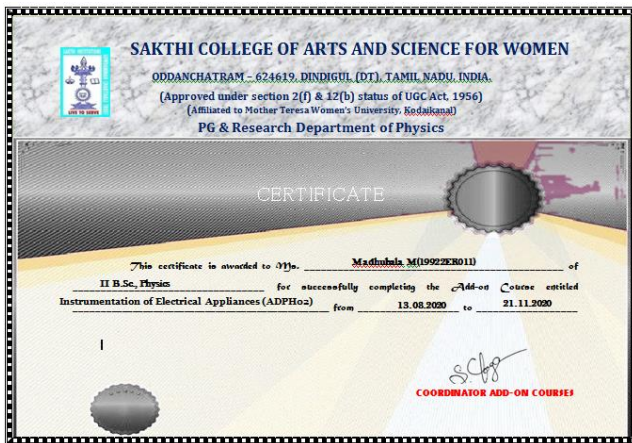 SAKTHI COLLEGE OF ARTS AND SCIENCE FOR WOMEN
ODDANCHATRAM – 624619, DINDIGUL (DT), TAMIL NADU, INDIA.
(Approved under section 2(f) & 12(b) status of UGC Act, 1956)
(Affiliated to Mother Teresa Women's University, Kodaikanal)
PG & Research Department of Physics
LIVE TO SERVE
CERTIFICATE
This certificate is awarded to Ms. Madhubala M(19922ER011) of
II B.Sc., Physics for successfully completing the Add-on Course entitled
Instrumentation of Electrical Appliances (ADPH02) from 13.08.2020 to 21.11.2020
COORDINATOR ADD-ON COURSES